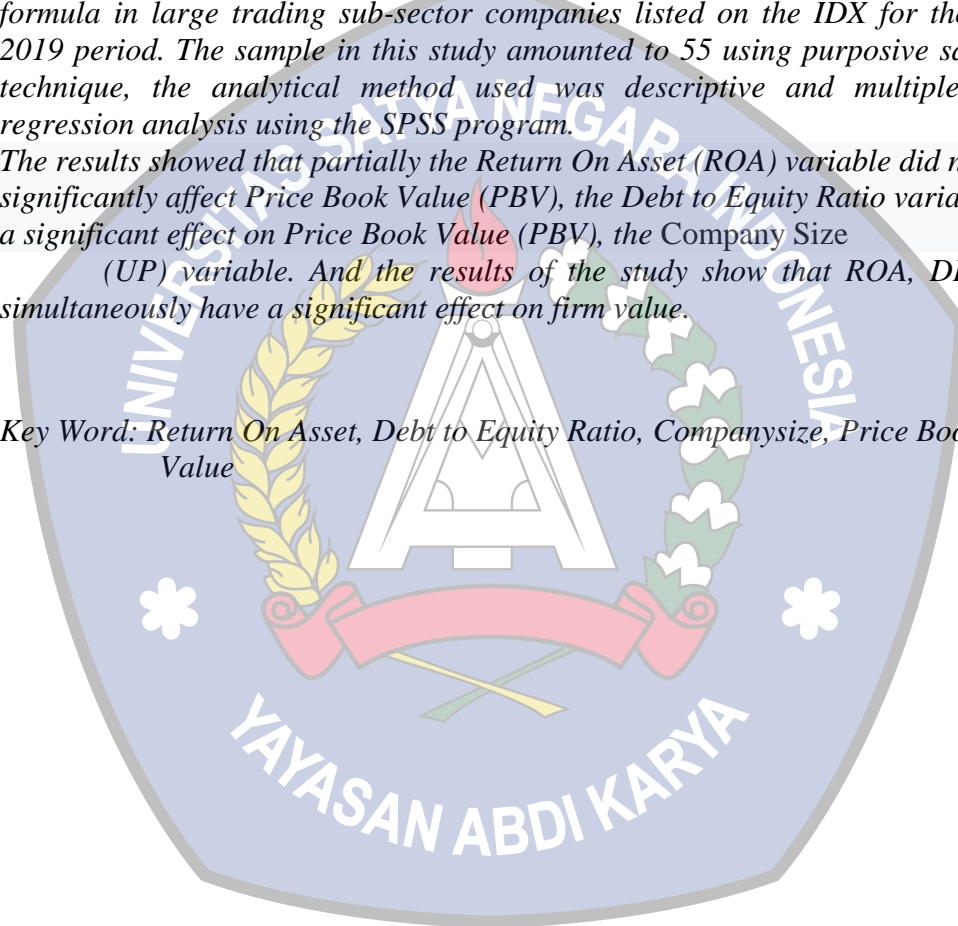 formula in large trading sub-sector companies listed on the IDX for the
2019 period. The sample in this study amounted to 55 using purposive
technique, the analytical method used was descriptive and multiple
regression analysis using the SPSS program.
The results showed that partially the Return On Asset (ROA) variable did
significantly affect Price Book Value (PBV), the Debt to Equity Ratio
a significant effect on Price Book Value (PBV), the Company Size
(UP) variable. And the results of the study show that ROA,
simultaneously have a significant effect on firm value.
Key Word: Return On Asset, Debt to Equity Ratio, Companysize, Price
Value
UNIVERSITAS SATYA NEGARA INDONESIA
YAYASAN ABDI KARYA